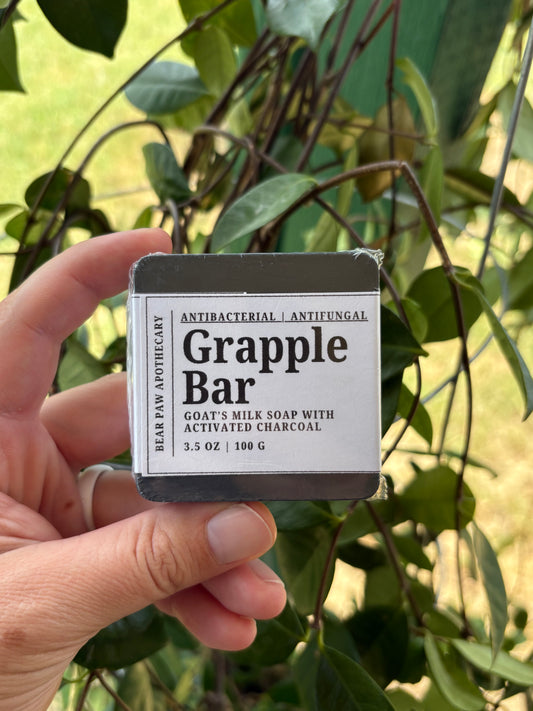 BEAR PAW APOTHECARY
ANTIBACTERIAL | ANTIFUNGAL
Grapple
Bar
GOAT'S MILK SOAP WITH
ACTIVATED CHARCOAL
3.5 OZ | 100 G